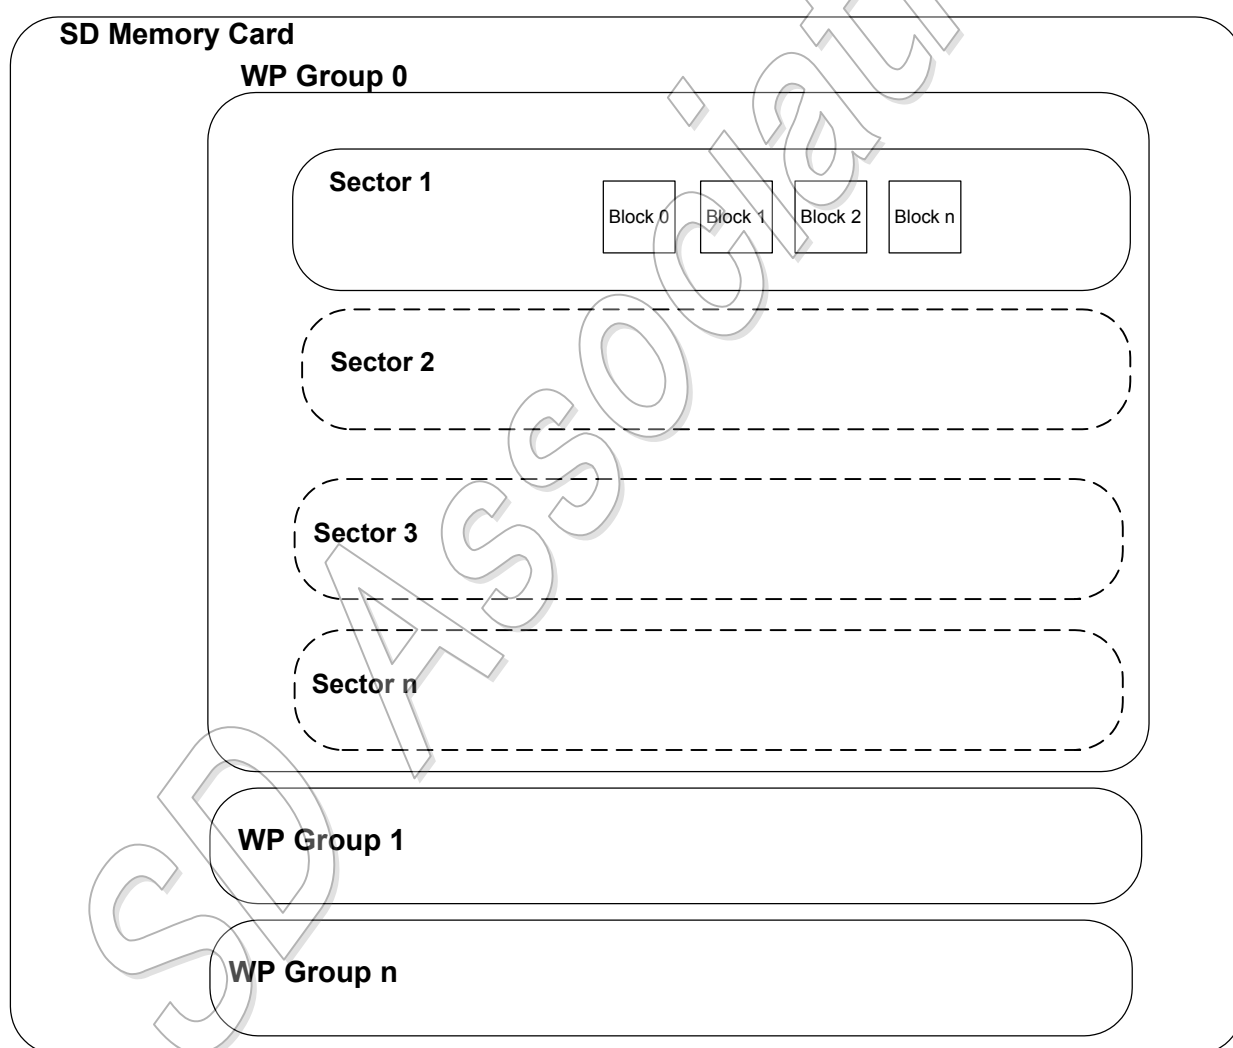 SD Memory Card
WP Group 0
Sector 1
Block 0 Block 1 Block 2 Block n
Sector 2
Sector 3
Sector n
WP Group 1
WP Group n
SD Associati